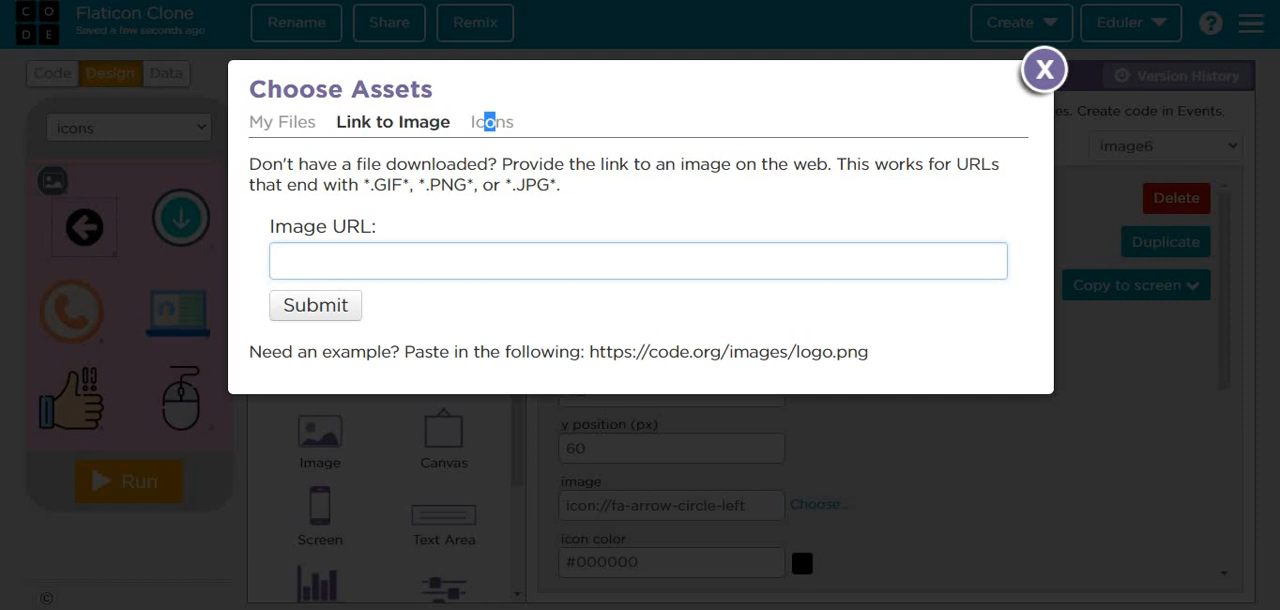 C O
D E
Flaticon Clone
Saved a few seconds ago
Rename
Share
Remix
Create
Eduler
?
Code
Design
Data
Version History
es. Create code in Events.
icons
image6
Choose Assets
X
My Files
Link to Image
Icons
Don't have a file downloaded? Provide the link to an image on the web. This works for URLs
that end with *.GIF*, *.PNG*, or *.JPG*.
Image URL:
Submit
Need an example? Paste in the following: https://code.org/images/logo.png
Delete
Duplicate
Copy to screen
Run
Image
Canvas
Screen
Text Area
y position (px)
60
image
icon://fa-arrow-circle-left
Choose...
icon color
#000000
©